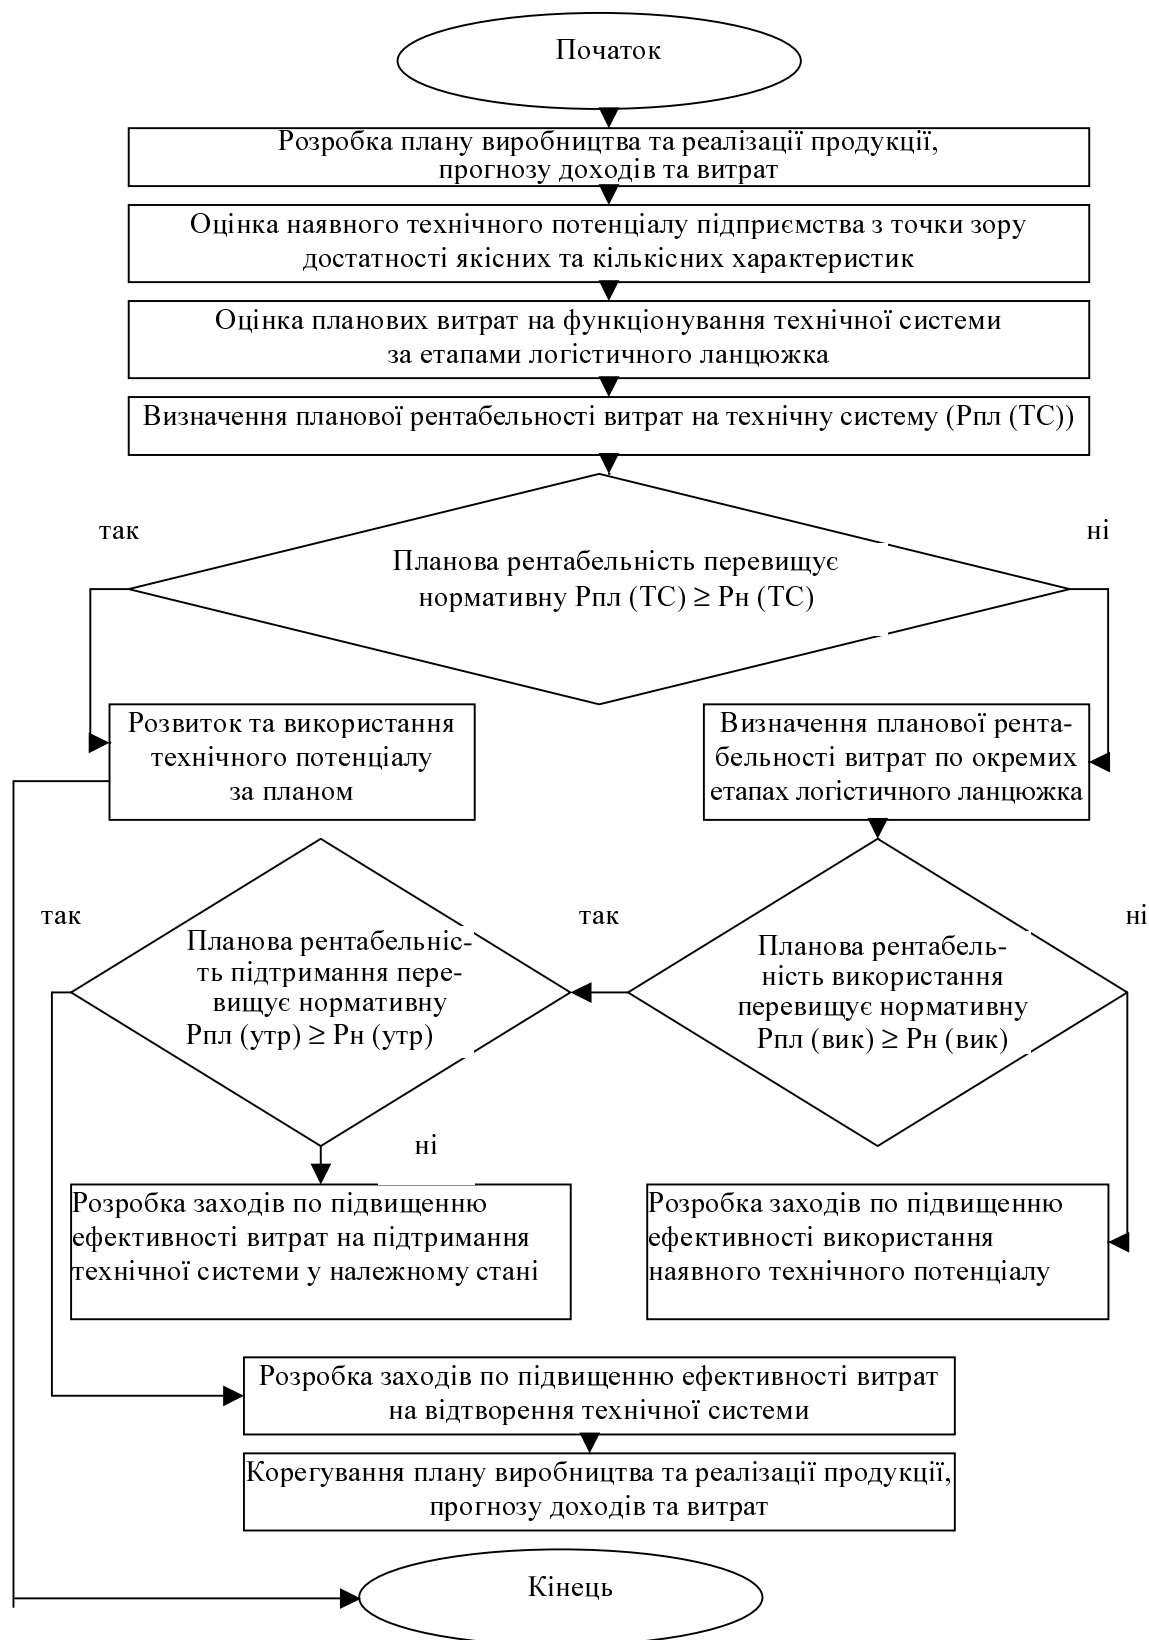 Початок
Розробка плану виробництва та реалізації продукції,
прогнозу доходів та витрат
Оцінка наявного технічного потенціалу підприємства з точки зору
достатності якісних та кількісних характеристик
Оцінка планових витрат на функціонування технічної системи
за етапами логістичного ланцюжка
Визначення планової рентабельності витрат на технічну систему (Рпл (ТС))
так
ні
Планова рентабельність перевищує
нормативну Рпл (ТС) ≥ Рн (ТС)
Розвиток та використання
технічного потенціалу
за планом
Визначення планової рента-
бельності витрат по окремих
етапах логістичного ланцюжка
так
так
ні
Планова рентабельніс-
ть підтримання пере-
вищує нормативну
Рпл (утр) ≥ Рн (утр)
Планова рентабель-
ність використання
перевищує нормативну
Рпл (вик) ≥ Рн (вик)
ні
Розробка заходів по підвищенню
ефективності витрат на підтримання
технічної системи у належному стані
Розробка заходів по підвищенню
ефективності використання
наявного технічного потенціалу
Розробка заходів по підвищенню ефективності витрат
на відтворення технічної системи
Корегування плану виробництва та реалізації продукції,
прогнозу доходів та витрат
Кінець